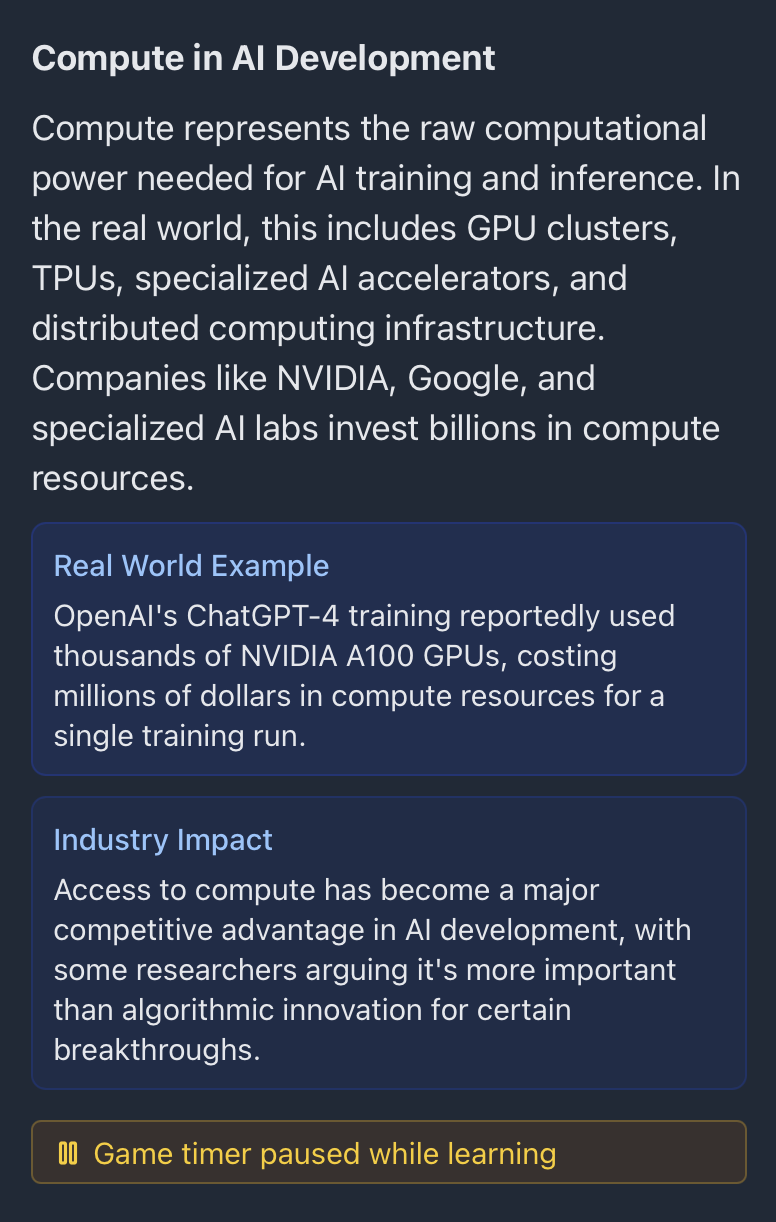 Compute in AI Development
Compute represents the raw computational
power needed for AI training and inference. In
the real world, this includes GPU clusters,
TPUs, specialized AI accelerators, and
distributed computing infrastructure.
Companies like NVIDIA, Google, and
specialized AI labs invest billions in compute
resources.
Real World Example
OpenAI's ChatGPT-4 training reportedly used
thousands of NVIDIA A100 GPUs, costing
millions of dollars in compute resources for a
single training run.
Industry Impact
Access to compute has become a major
competitive advantage in AI development, with
some researchers arguing it's more important
than algorithmic innovation for certain
breakthroughs.
Game timer paused while learning